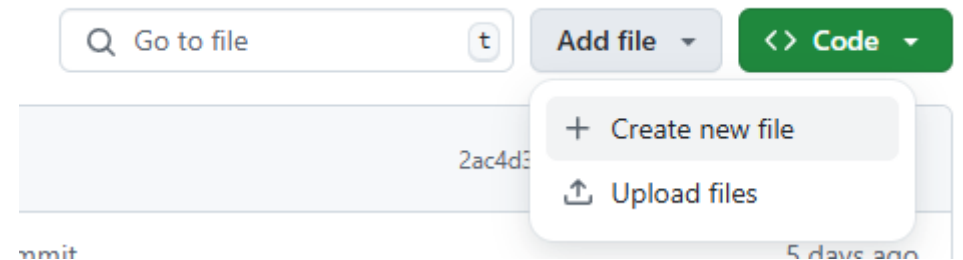 Go to file t Add file <> Code
+ Create new file
2ac4d3
Upload files
5 days ago